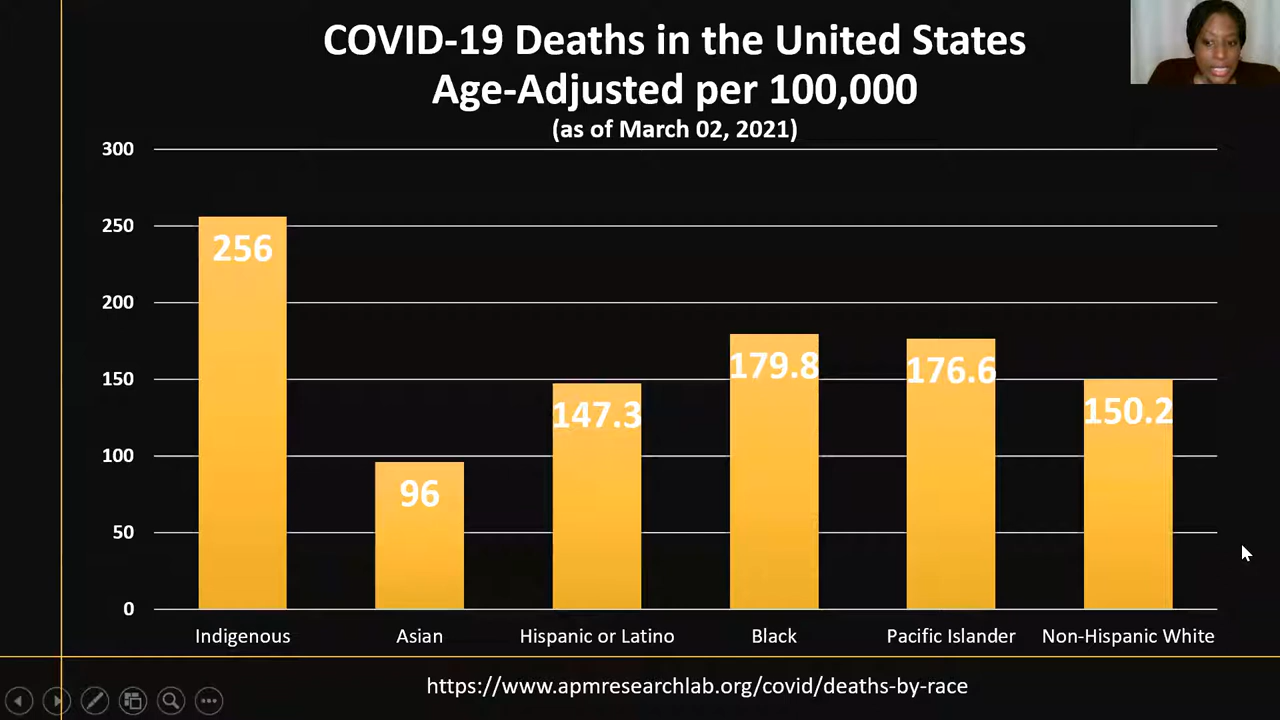 COVID-19 Deaths in the United States
Age-Adjusted per 100,000
(as of March 02, 2021)
300
250
200
150
100
50
0
256
96
147.3
179.8
176.6
150.2
Indigenous
Asian
Hispanic or Latino
Black
Pacific Islander
Non-Hispanic White
https://www.apmresearchlab.org/covid/deaths-by-race